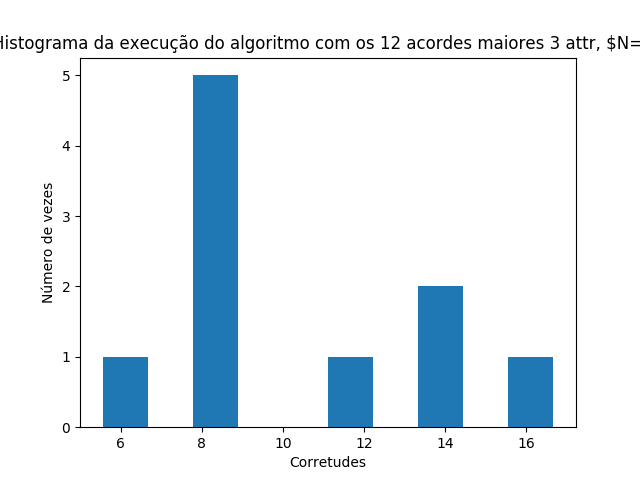 Histograma da execução do algoritmo com os 12 acordes maiores 3 attr, $N=
5
4
3
2
1
0
Número de vezes
6 8 10 12 14 16
Corretudes